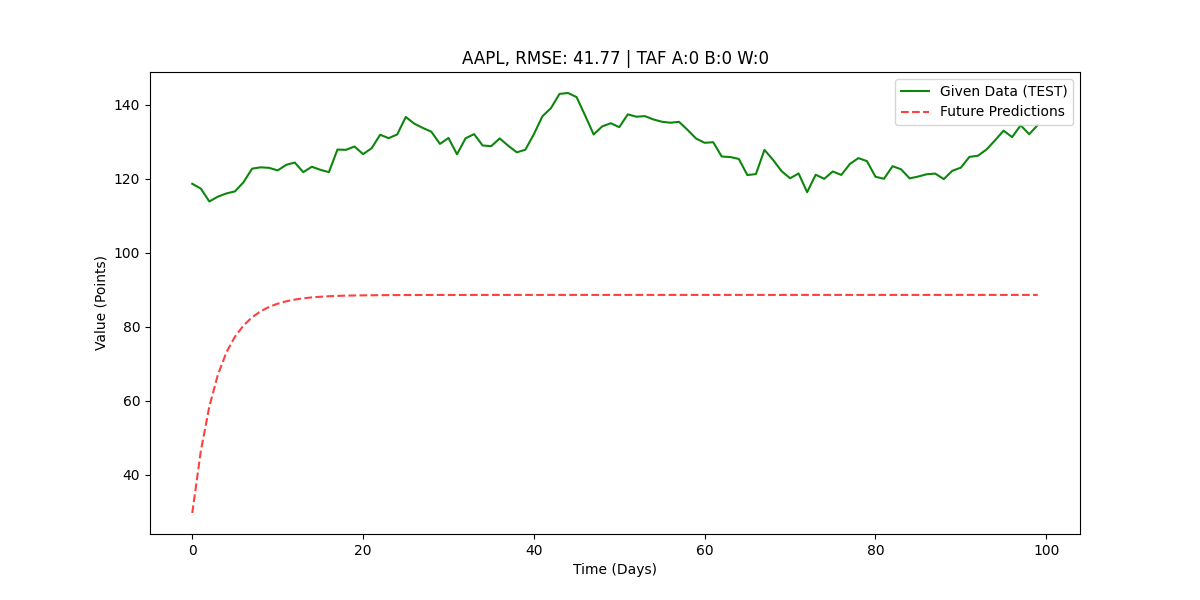 AAPL, RMSE: 41.77 | TAF A:0 B:0 W:0
Given Data (TEST)
Future Predictions
Value (Points)
140
120
100
80
60
40
0 20 40 60 80 100
Time (Days)